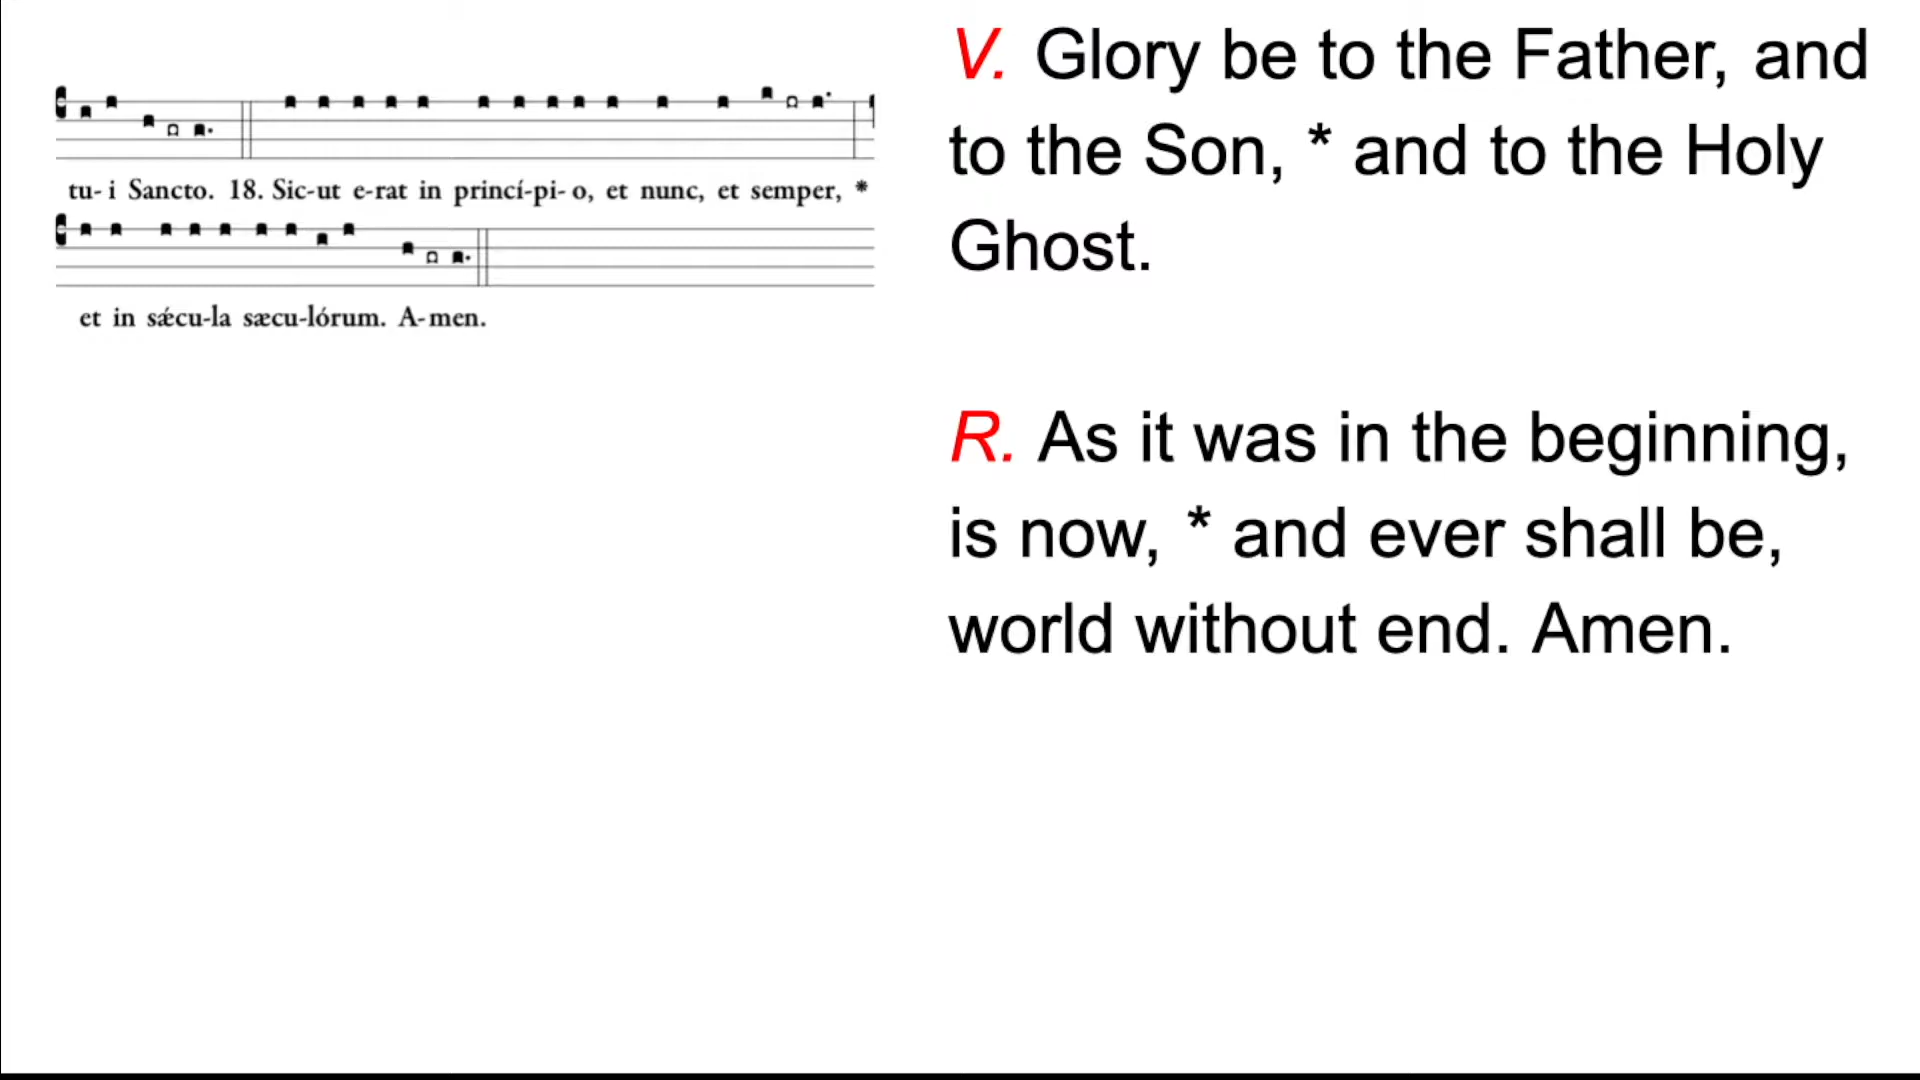 tu- i Sancto. 18. Sic-ut e-rat in princí-pi- o, et nunc, et semper, *
et in sǽcu-la sæcu-lórum. A-men.
V. Glory be to the Father, and
to the Son, * and to the Holy
Ghost.
R. As it was in the beginning,
is now, * and ever shall be,
world without end. Amen.